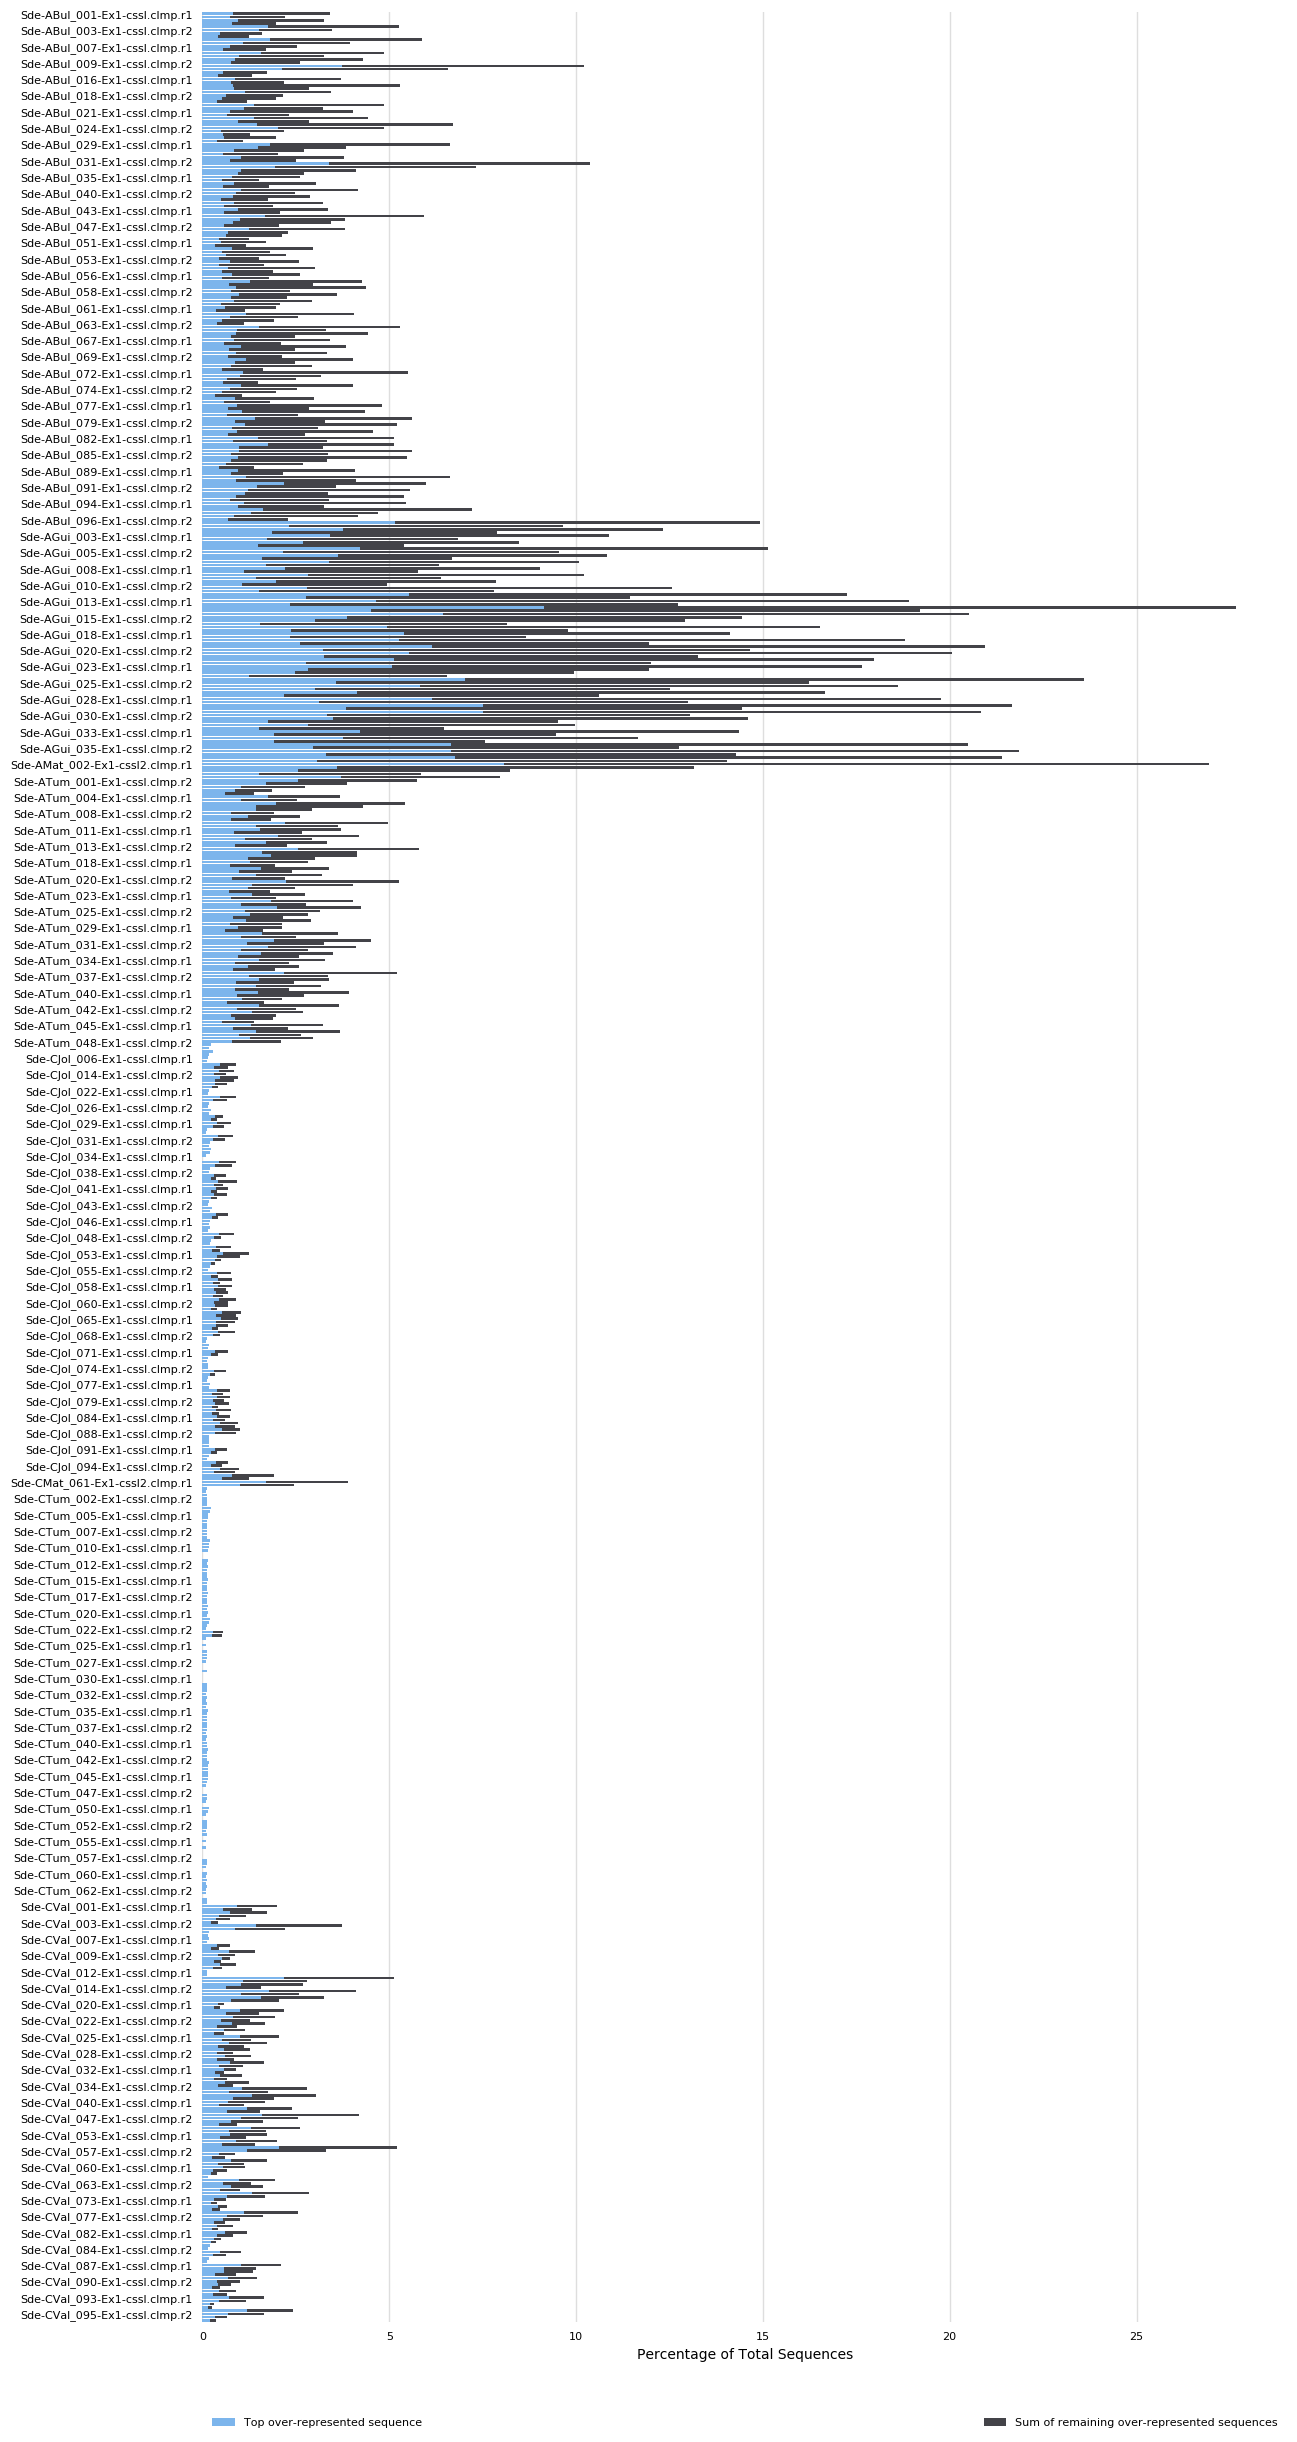 Sde-ABul_001-Ex1-cssl.clmp.r1
Sde-ABul_003-Ex1-cssl.clmp.r2
Sde-ABul_007-Ex1-cssl.clmp.r1
Sde-ABul_009-Ex1-cssl.clmp.r2
Sde-ABul_016-Ex1-cssl.clmp.r1
Sde-ABul_018-Ex1-cssl.clmp.r2
Sde-ABul_021-Ex1-cssl.clmp.r1
Sde-ABul_024-Ex1-cssl.clmp.r2
Sde-ABul_029-Ex1-cssl.clmp.r1
Sde-ABul_031-Ex1-cssl.clmp.r2
Sde-ABul_035-Ex1-cssl.clmp.r1
Sde-ABul_040-Ex1-cssl.clmp.r2
Sde-ABul_043-Ex1-cssl.clmp.r1
Sde-ABul_047-Ex1-cssl.clmp.r2
Sde-ABul_051-Ex1-cssl.clmp.r1
Sde-ABul_053-Ex1-cssl.clmp.r2
Sde-ABul_056-Ex1-cssl.clmp.r1
Sde-ABul_058-Ex1-cssl.clmp.r2
Sde-ABul_061-Ex1-cssl.clmp.r1
Sde-ABul_063-Ex1-cssl.clmp.r2
Sde-ABul_067-Ex1-cssl.clmp.r1
Sde-ABul_069-Ex1-cssl.clmp.r2
Sde-ABul_072-Ex1-cssl.clmp.r1
Sde-ABul_074-Ex1-cssl.clmp.r2
Sde-ABul_077-Ex1-cssl.clmp.r1
Sde-ABul_079-Ex1-cssl.clmp.r2
Sde-ABul_082-Ex1-cssl.clmp.r1
Sde-ABul_085-Ex1-cssl.clmp.r2
Sde-ABul_089-Ex1-cssl.clmp.r1
Sde-ABul_091-Ex1-cssl.clmp.r2
Sde-ABul_094-Ex1-cssl.clmp.r1
Sde-ABul_096-Ex1-cssl.clmp.r2
Sde-AGui_003-Ex1-cssl.clmp.r1
Sde-AGui_005-Ex1-cssl.clmp.r2
Sde-AGui_008-Ex1-cssl.clmp.r1
Sde-AGui_010-Ex1-cssl.clmp.r2
Sde-AGui_013-Ex1-cssl.clmp.r1
Sde-AGui_015-Ex1-cssl.clmp.r2
Sde-AGui_018-Ex1-cssl.clmp.r1
Sde-AGui_020-Ex1-cssl.clmp.r2
Sde-AGui_023-Ex1-cssl.clmp.r1
Sde-AGui_025-Ex1-cssl.clmp.r2
Sde-AGui_028-Ex1-cssl.clmp.r1
Sde-AGui_030-Ex1-cssl.clmp.r2
Sde-AGui_033-Ex1-cssl.clmp.r1
Sde-AGui_035-Ex1-cssl.clmp.r2
Sde-AMat_002-Ex1-cssl2.clmp.r1
Sde-ATum_001-Ex1-cssl.clmp.r2
Sde-ATum_004-Ex1-cssl.clmp.r1
Sde-ATum_008-Ex1-cssl.clmp.r2
Sde-ATum_011-Ex1-cssl.clmp.r1
Sde-ATum_013-Ex1-cssl.clmp.r2
Sde-ATum_018-Ex1-cssl.clmp.r1
Sde-ATum_020-Ex1-cssl.clmp.r2
Sde-ATum_023-Ex1-cssl.clmp.r1
Sde-ATum_025-Ex1-cssl.clmp.r2
Sde-ATum_029-Ex1-cssl.clmp.r1
Sde-ATum_031-Ex1-cssl.clmp.r2
Sde-ATum_034-Ex1-cssl.clmp.r1
Sde-ATum_037-Ex1-cssl.clmp.r2
Sde-ATum_040-Ex1-cssl.clmp.r1
Sde-ATum_042-Ex1-cssl.clmp.r2
Sde-ATum_045-Ex1-cssl.clmp.r1
Sde-ATum_048-Ex1-cssl.clmp.r2
Sde-CJol_006-Ex1-cssl.clmp.r1
Sde-CJol_014-Ex1-cssl.clmp.r2
Sde-CJol_022-Ex1-cssl.clmp.r1
Sde-CJol_026-Ex1-cssl.clmp.r2
Sde-CJol_029-Ex1-cssl.clmp.r1
Sde-CJol_031-Ex1-cssl.clmp.r2
Sde-CJol_034-Ex1-cssl.clmp.r1
Sde-CJol_038-Ex1-cssl.clmp.r2
Sde-CJol_041-Ex1-cssl.clmp.r1
Sde-CJol_043-Ex1-cssl.clmp.r2
Sde-CJol_046-Ex1-cssl.clmp.r1
Sde-CJol_048-Ex1-cssl.clmp.r2
Sde-CJol_053-Ex1-cssl.clmp.r1
Sde-CJol_055-Ex1-cssl.clmp.r2
Sde-CJol_058-Ex1-cssl.clmp.r1
Sde-CJol_060-Ex1-cssl.clmp.r2
Sde-CJol_065-Ex1-cssl.clmp.r1
Sde-CJol_068-Ex1-cssl.clmp.r2
Sde-CJol_071-Ex1-cssl.clmp.r1
Sde-CJol_074-Ex1-cssl.clmp.r2
Sde-CJol_077-Ex1-cssl.clmp.r1
Sde-CJol_079-Ex1-cssl.clmp.r2
Sde-CJol_084-Ex1-cssl.clmp.r1
Sde-CJol_088-Ex1-cssl.clmp.r2
Sde-CJol_091-Ex1-cssl.clmp.r1
Sde-CJol_094-Ex1-cssl.clmp.r2
Sde-CMat_061-Ex1-cssl2.clmp.r1
Sde-CTum_002-Ex1-cssl.clmp.r2
Sde-CTum_005-Ex1-cssl.clmp.r1
Sde-CTum_007-Ex1-cssl.clmp.r2
Sde-CTum_010-Ex1-cssl.clmp.r1
Sde-CTum_012-Ex1-cssl.clmp.r2
Sde-CTum_015-Ex1-cssl.clmp.r1
Sde-CTum_017-Ex1-cssl.clmp.r2
Sde-CTum_020-Ex1-cssl.clmp.r1
Sde-CTum_022-Ex1-cssl.clmp.r2
Sde-CTum_025-Ex1-cssl.clmp.r1
Sde-CTum_027-Ex1-cssl.clmp.r2
Sde-CTum_030-Ex1-cssl.clmp.r1
Sde-CTum_032-Ex1-cssl.clmp.r2
Sde-CTum_035-Ex1-cssl.clmp.r1
Sde-CTum_037-Ex1-cssl.clmp.r2
Sde-CTum_040-Ex1-cssl.clmp.r1
Sde-CTum_042-Ex1-cssl.clmp.r2
Sde-CTum_045-Ex1-cssl.clmp.r1
Sde-CTum_047-Ex1-cssl.clmp.r2
Sde-CTum_050-Ex1-cssl.clmp.r1
Sde-CTum_052-Ex1-cssl.clmp.r2
Sde-CTum_055-Ex1-cssl.clmp.r1
Sde-CTum_057-Ex1-cssl.clmp.r2
Sde-CTum_060-Ex1-cssl.clmp.r1
Sde-CTum_062-Ex1-cssl.clmp.r2
Sde-CVal_001-Ex1-cssl.clmp.r1
Sde-CVal_003-Ex1-cssl.clmp.r2
Sde-CVal_007-Ex1-cssl.clmp.r1
Sde-CVal_009-Ex1-cssl.clmp.r2
Sde-CVal_012-Ex1-cssl.clmp.r1
Sde-CVal_014-Ex1-cssl.clmp.r2
Sde-CVal_020-Ex1-cssl.clmp.r1
Sde-CVal_022-Ex1-cssl.clmp.r2
Sde-CVal_025-Ex1-cssl.clmp.r1
Sde-CVal_028-Ex1-cssl.clmp.r2
Sde-CVal_032-Ex1-cssl.clmp.r1
Sde-CVal_034-Ex1-cssl.clmp.r2
Sde-CVal_040-Ex1-cssl.clmp.r1
Sde-CVal_047-Ex1-cssl.clmp.r2
Sde-CVal_053-Ex1-cssl.clmp.r1
Sde-CVal_057-Ex1-cssl.clmp.r2
Sde-CVal_060-Ex1-cssl.clmp.r1
Sde-CVal_063-Ex1-cssl.clmp.r2
Sde-CVal_073-Ex1-cssl.clmp.r1
Sde-CVal_077-Ex1-cssl.clmp.r2
Sde-CVal_082-Ex1-cssl.clmp.r1
Sde-CVal_084-Ex1-cssl.clmp.r2
Sde-CVal_087-Ex1-cssl.clmp.r1
Sde-CVal_090-Ex1-cssl.clmp.r2
Sde-CVal_093-Ex1-cssl.clmp.r1
Sde-CVal_095-Ex1-cssl.clmp.r2
0 5 10 15 20 25
Percentage of Total Sequences
Top over-represented sequence
Sum of remaining over-represented sequences